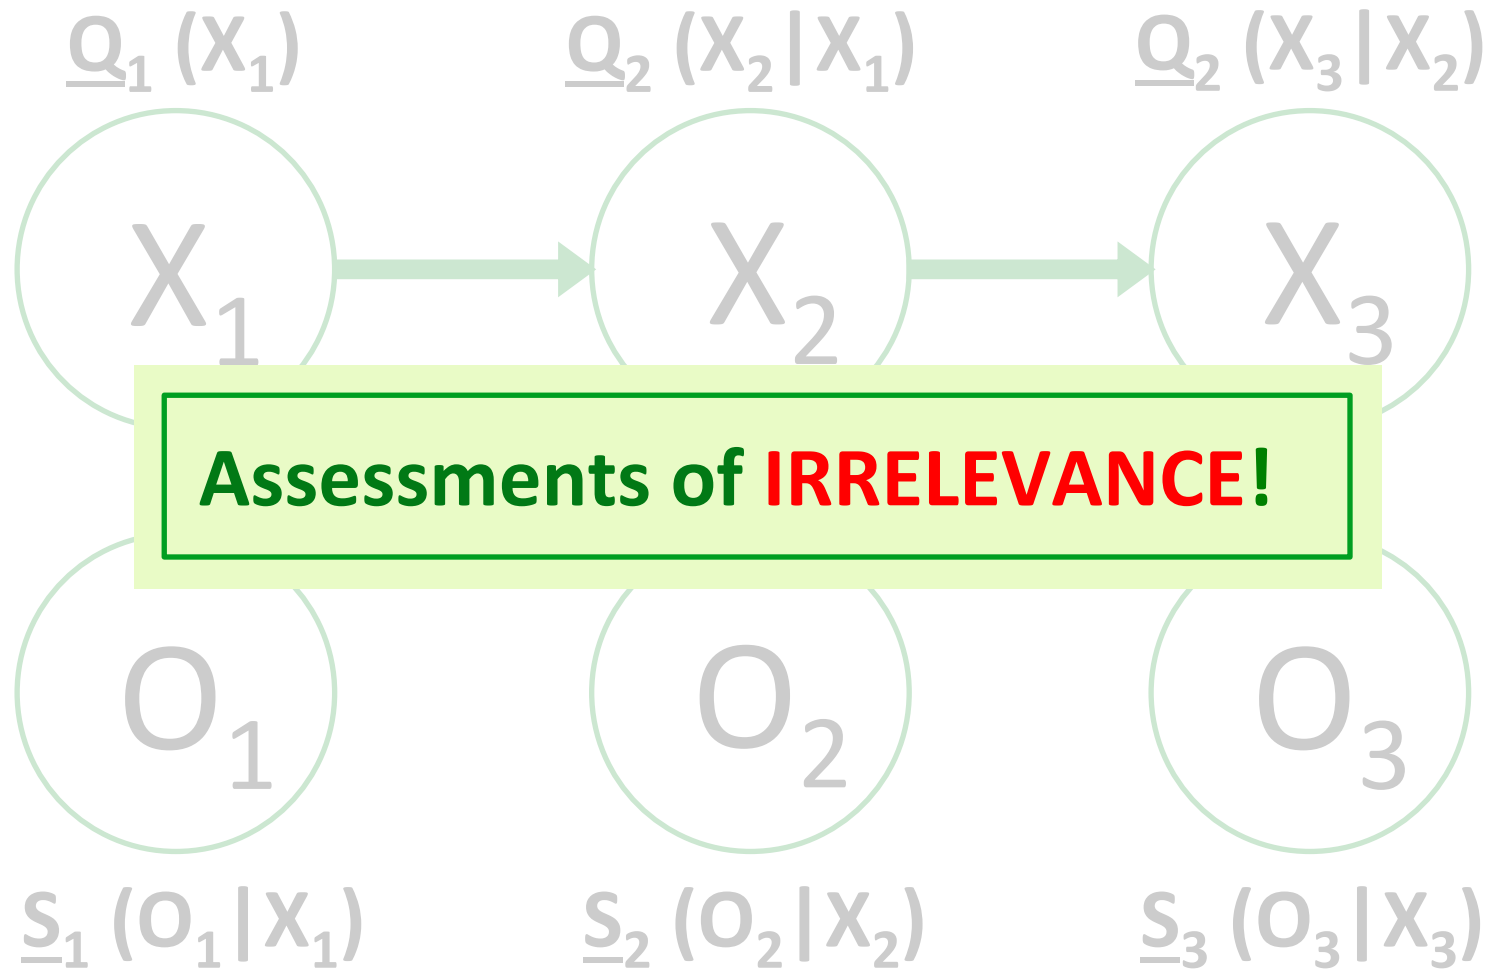 Q₁ (X₁) Q₂ (X₂|X₁) Q₂ (X₃|X₂)
X₁ X₂ X₃
Assessments of IRRELEVANCE!
O₁ O₂ O₃
S₁ (O₁|X₁) S₂ (O₂|X₂) S₃ (O₃|X₃)